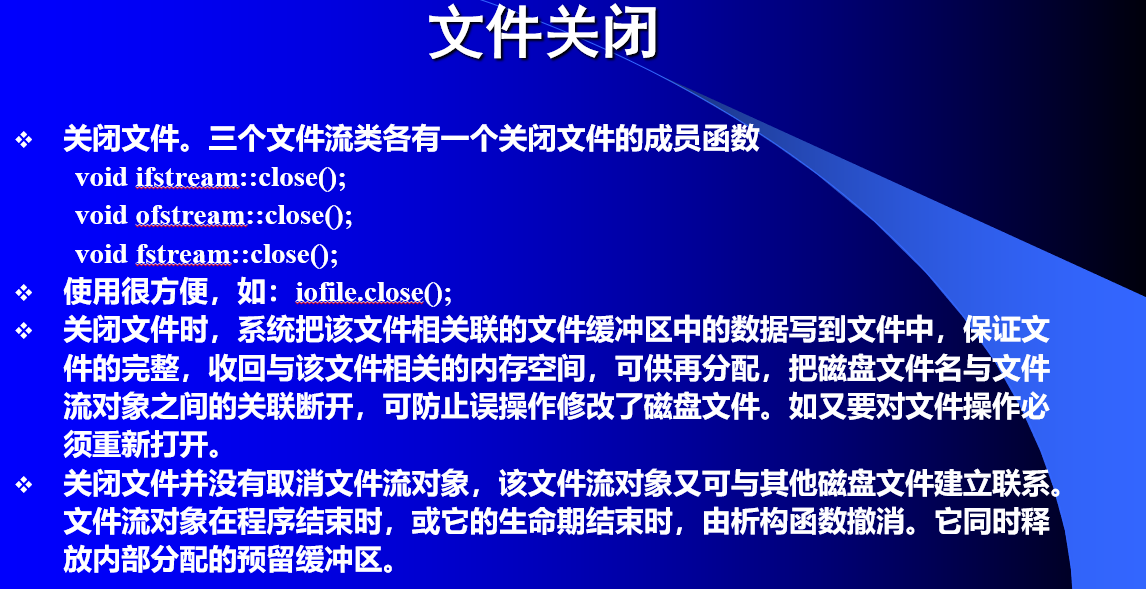 文件关闭
❖ 关闭文件。三个文件流类各有一个关闭文件的成员函数
void ifstream::close();
void ofstream::close();
void fstream::close();
❖ 使用很方便，如：iofile.close();
❖ 关闭文件时，系统把该文件相关联的文件缓冲区中的数据写到文件中，保证文
件的完整，收回与该文件相关的内存空间，可供再分配，把磁盘文件名与文件
流对象之间的关联断开，可防止误操作修改了磁盘文件。如又要对文件操作必
须重新打开。
❖ 关闭文件并没有取消文件流对象，该文件流对象又可与其他磁盘文件建立联系。
文件流对象在程序结束时，或它的生命期结束时，由析构函数撤消。它同时释
放内部分配的预留缓冲区。